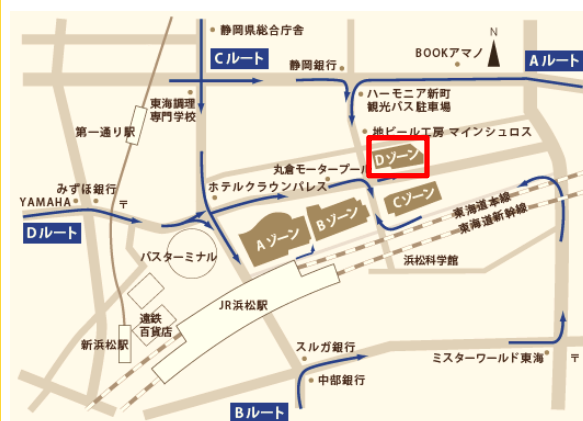 静岡県総合庁舎
Cルート
静岡銀行
BOOKアマノ
N
Aルート
ハーモニア新町
観光バス駐車場
東海調理
専門学校
第一通り駅
地ビール工房 マインシュロス
Dゾーン
丸倉モータープール
みずほ銀行
YAMAHA
〒
ホテルクラウンパレス
Cゾーン
Bゾーン
Aゾーン
東海道本線
東海道新幹線
Dルート
バスターミナル
浜松科学館
JR浜松駅
遠鉄
百貨店
新浜松駅
スルガ銀行
ミスターワールド東海
〒
中部銀行
Bルート